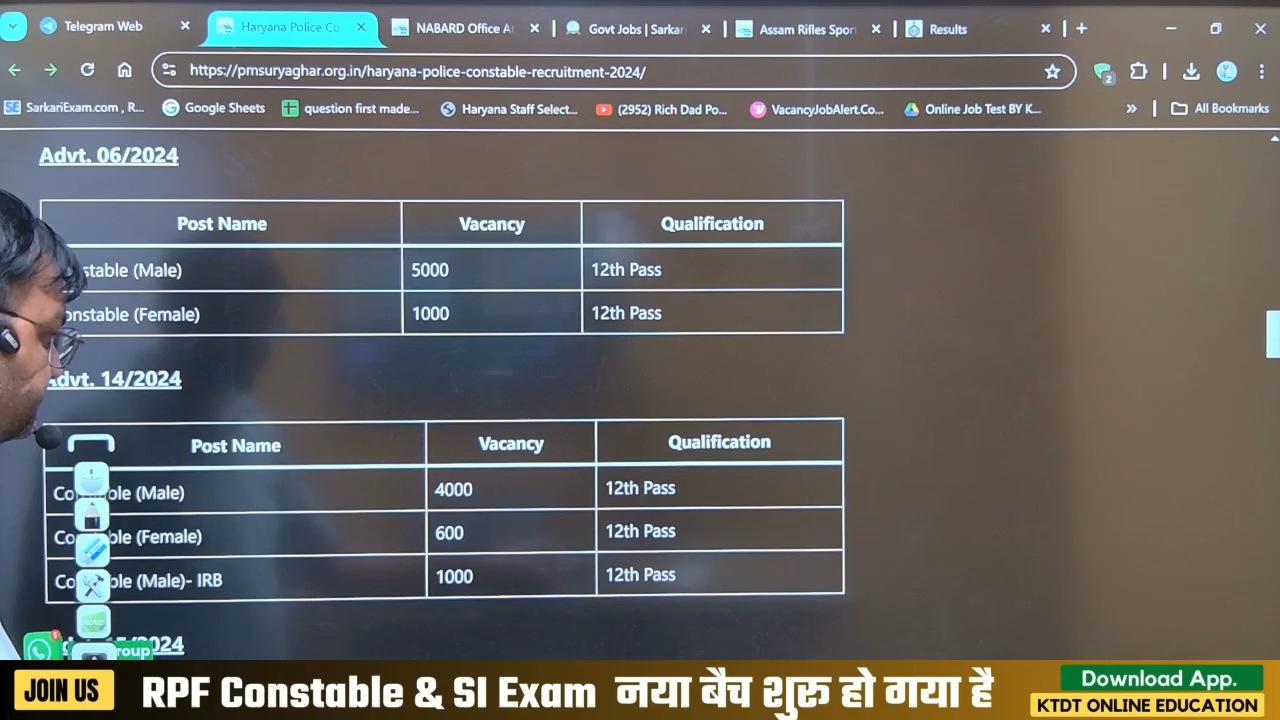 Telegram Web
Haryana Police Co
NABARD Office A
Govt Jobs | Sarkar
Assam Rifles Spor
Results
https://pmsuryaghar.org.in/haryana-police-constable-recruitment-2024/
2
SE SarkariExam.com , R...
Google Sheets
question first made...
Haryana Staff Select...
(2952) Rich Dad Po...
VacancyJobAlert.Co...
Online Job Test BY K...
All Bookmarks
Advt. 06/2024
Post Name Vacancy Qualification
stable (Male) 5000 12th Pass
onstable (Female) 1000 12th Pass
Advt. 14/2024
Post Name Vacancy Qualification
Co ble (Male) 4000 12th Pass
Co ble (Female) 600 12th Pass
Co ble (Male)- IRB 1000 12th Pass
2024
roup
JOIN US
RPF Constable & SI Exam नया बैच शुरू हो गया है
Download App.
KTDT ONLINE EDUCATION